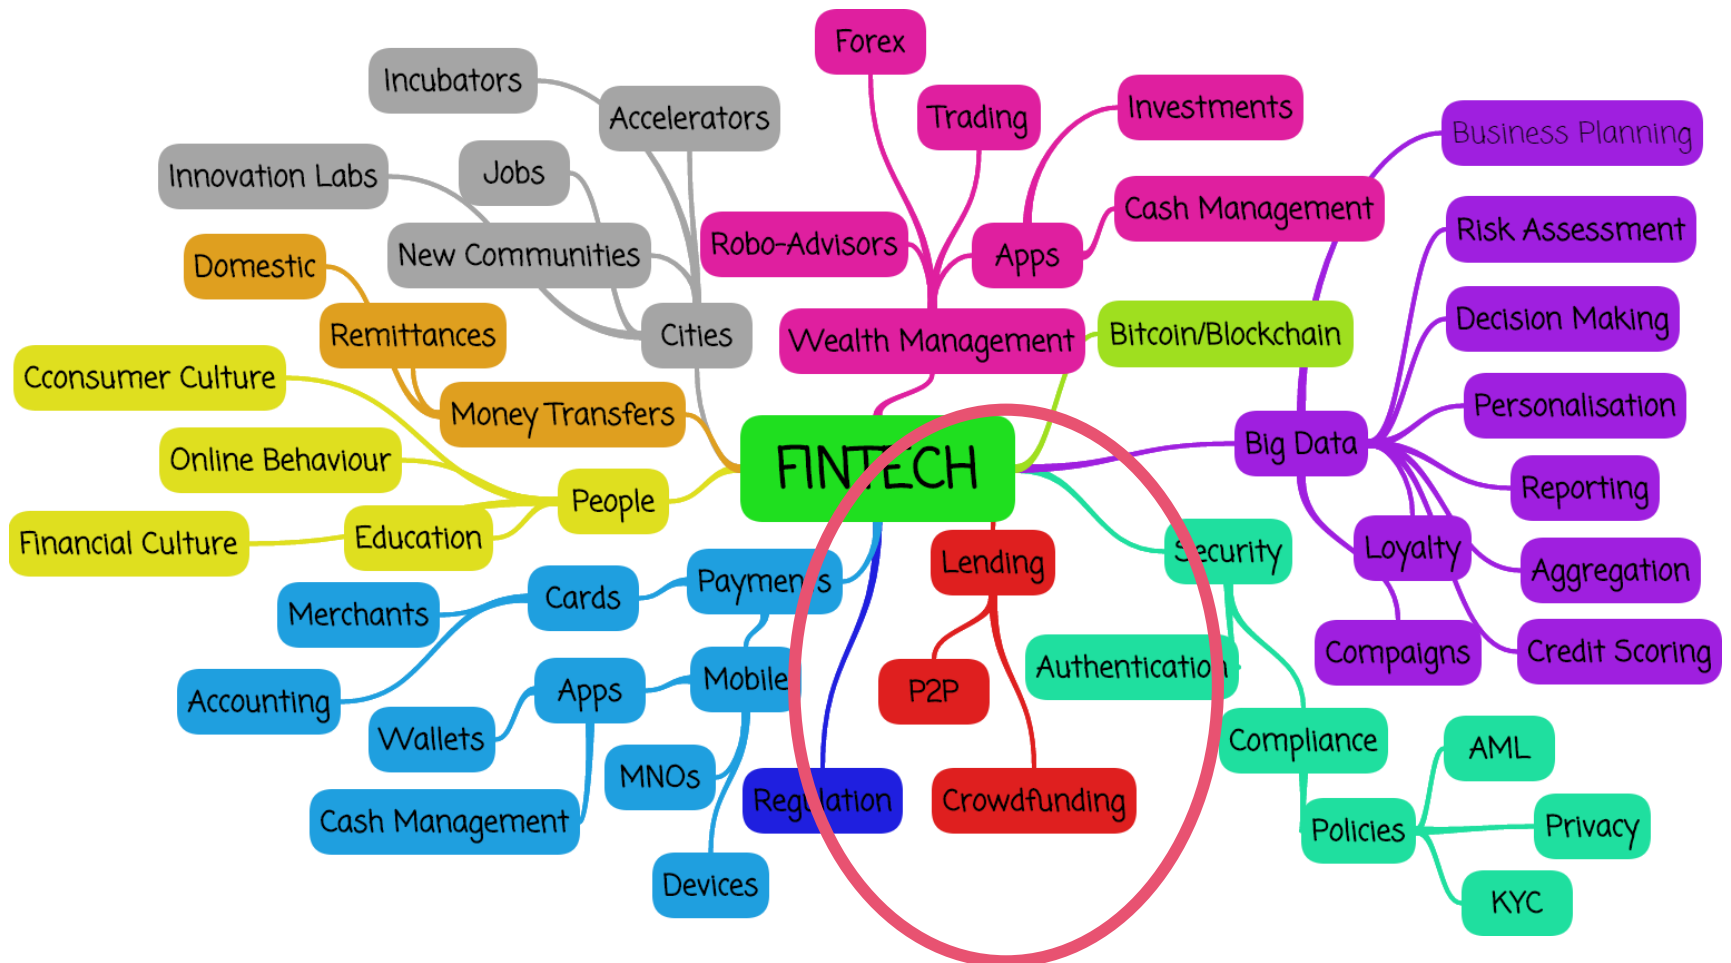 Forex
Incubators
Accelerators
Trading
Investments
Business Planning
Innovation Labs
Jobs
Cash Management
Risk Assessment
New Communities
Robo-Advisors
Apps
Domestic
Remittances
Cities
Wealth Management
Bitcoin/Blockchain
Decision Making
Cconsumer Culture
Money Transfers
Personalisation
Online Behaviour
FINTECH
Big Data
People
Reporting
Financial Culture
Education
Lending
Security
Loyalty
Aggregation
Merchants
Cards
Payments
Authentication
Compaigns
Credit Scoring
Accounting
Apps
Mobile
P2P
Wallets
MNOs
Compliance
AML
Cash Management
Regulation
Crowdfunding
Policies
Privacy
Devices
KYC